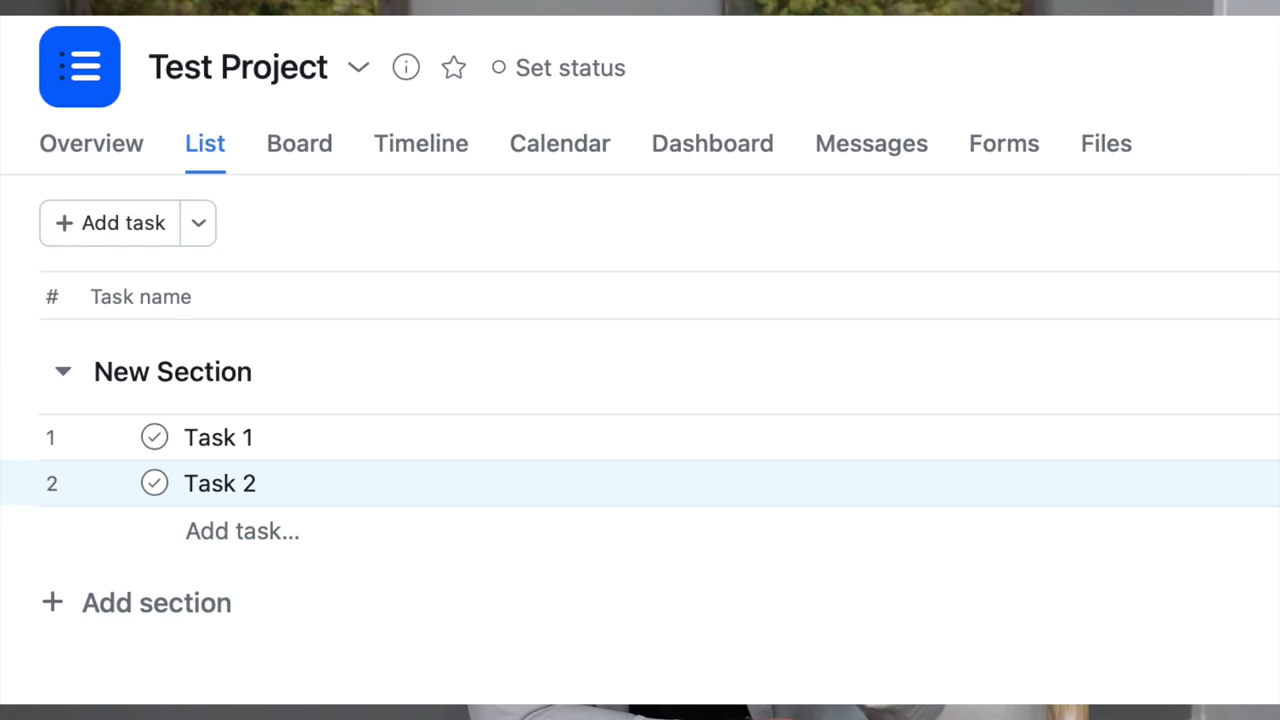 Test Project Set status
Overview List Board Timeline Calendar Dashboard Messages Forms Files
+ Add task
# Task name
New Section
1 Task 1
2 Task 2
Add task...
+ Add section